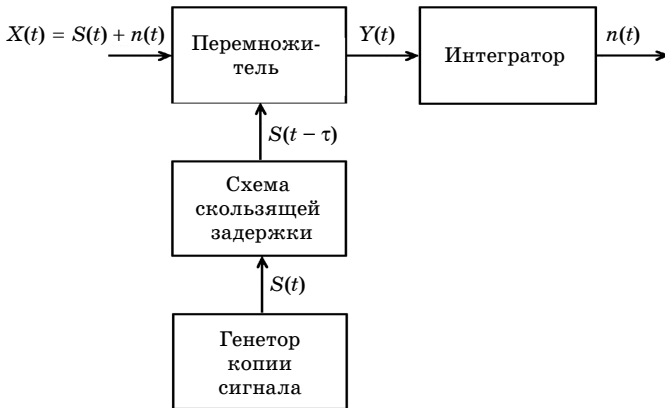 X(t) = S(t) + n(t)
Перемножи-
тель
Y(t)
Интегратор
n(t)
S(t − τ)
Схема
скользящей
задержки
S(t)
Генетор
копии
сигнала